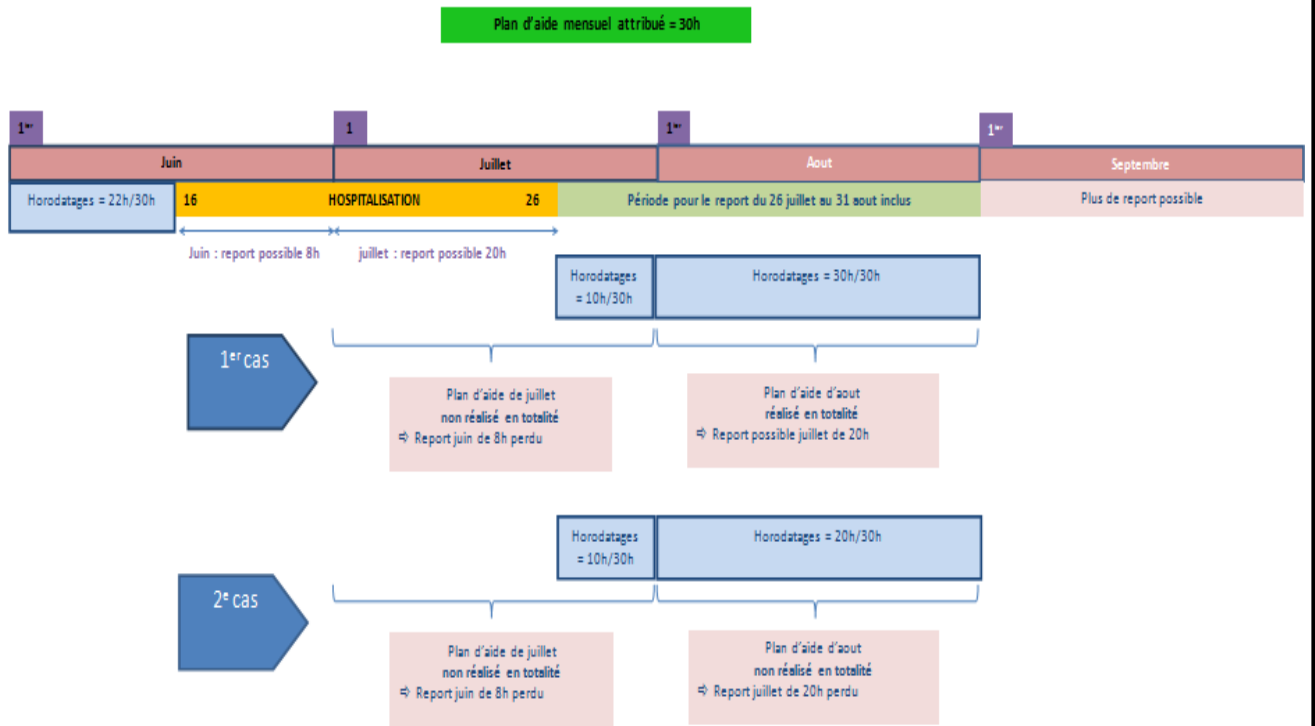 Plan d'aide mensuel attribué = 30h
1ier
1
1ier
1ier
Juin
Juillet
Aout
Septembre
Horodatages = 22h/30h
16
HOSPITALISATION
26
Période pour le report du 26 juillet au 31 aout inclus
Plus de report possible
Juin : report possible 8h
juillet : report possible 20h
Horodatages
= 10h/30h
Horodatages = 30h/30h
1er cas
Plan d'aide de juillet
non réalisé en totalité
⇨ Report juin de 8h perdu
Plan d'aide d'aout
réalisé en totalité
⇨ Report possible juillet de 20h
Horodatages
= 10h/30h
Horodatages = 20h/30h
2e cas
Plan d'aide de juillet
non réalisé en totalité
⇨ Report juin de 8h perdu
Plan d'aide d'aout
non réalisé en totalité
⇨ Report juillet de 20h perdu